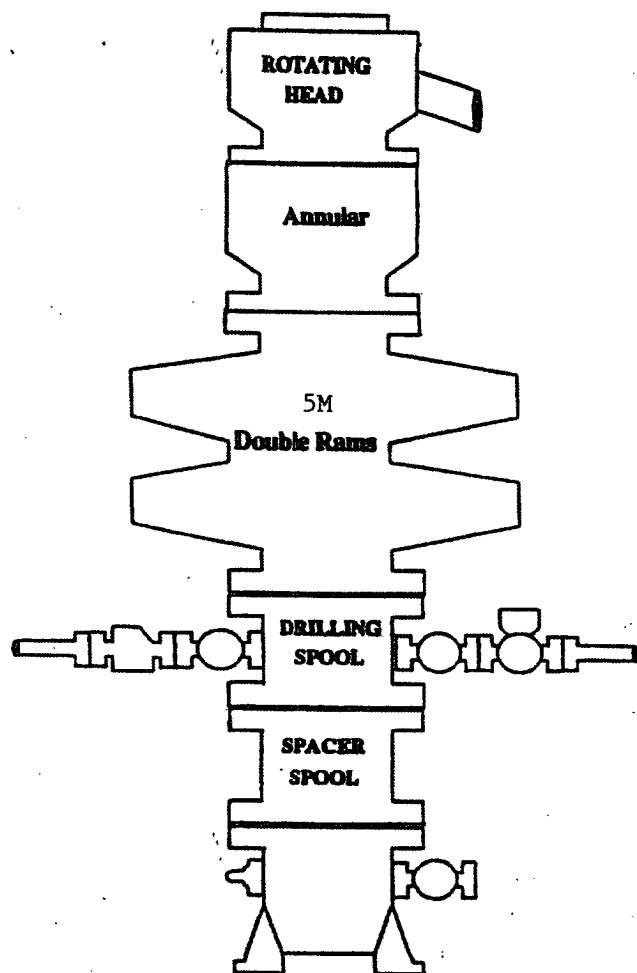 ROTATING
HEAD
Annular
5M
Double Rams
DRILLING
SPOOL
SPACER
SPOOL